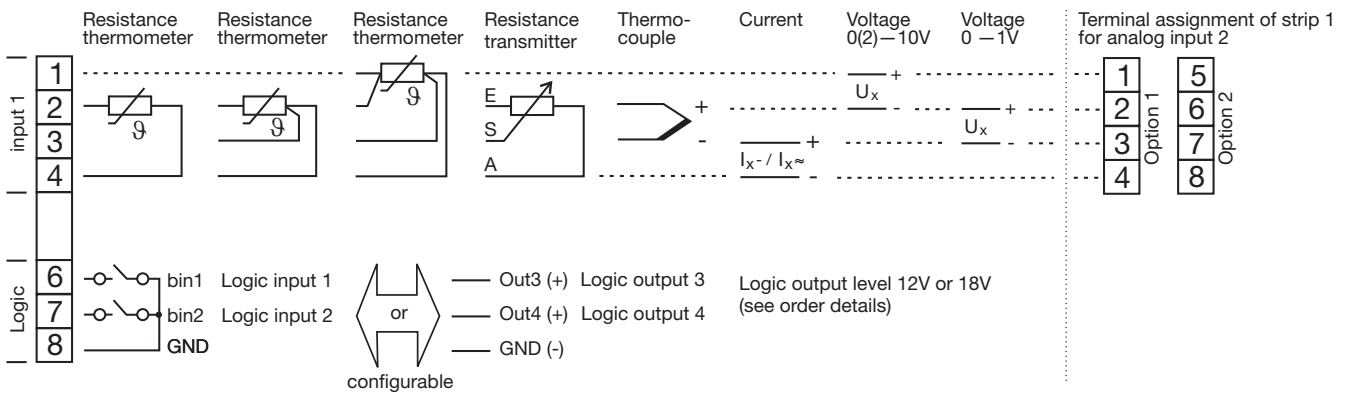 Resistance
thermometer
Resistance
thermometer
Resistance
thermometer
Resistance
transmitter
Thermo-
couple
Current
Voltage
0(2)—10V
Voltage
0 —1V
Terminal assignment of strip 1
for analog input 2
input 1
1
2
3
4
ϑ
ϑ
ϑ
E
S
A
+
-
+
Ix- / Ix≈
-
+
Ux
-
+
Ux
-
1
2
3
4
Option 1
5
6
7
8
Option 2
Logic
6
7
8
bin1 Logic input 1
bin2 Logic input 2
GND
or
configurable
Out3 (+) Logic output 3
Out4 (+) Logic output 4
GND (-)
Logic output level 12V or 18V
(see order details)